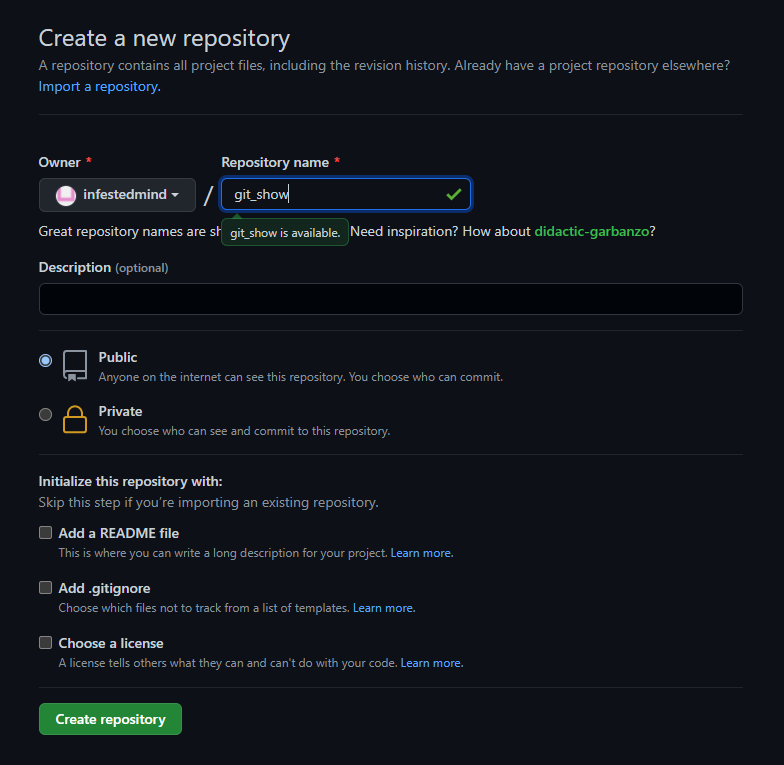 Create a new repository
A repository contains all project files, including the revision history. Already have a project repository elsewhere?
Import a repository.
Owner *
Repository name *
infestedmind
/
git_show
Great repository names are sh
git_show is available.
Need inspiration? How about didactic-garbanzo?
Description (optional)
Public
Anyone on the internet can see this repository. You choose who can commit.
Private
You choose who can see and commit to this repository.
Initialize this repository with:
Skip this step if you're importing an existing repository.
Add a README file
This is where you can write a long description for your project. Learn more.
Add .gitignore
Choose which files not to track from a list of templates. Learn more.
Choose a license
A license tells others what they can and can't do with your code. Learn more.
Create repository